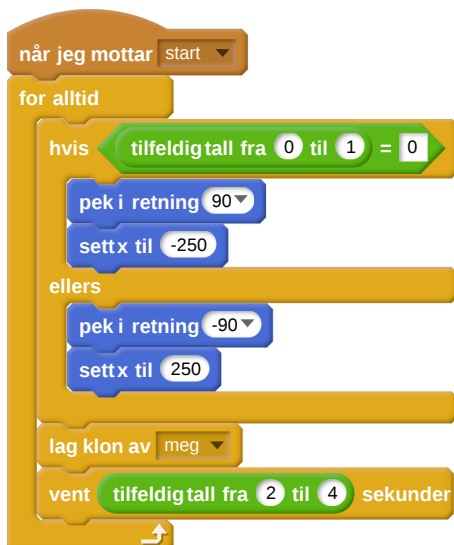 når jeg mottar start
for alltid
hvis tilfeldig tall fra 0 til 1 = 0
pek i retning 90
sett x til -250
ellers
pek i retning -90
sett x til 250
lag klon av meg
vent tilfeldig tall fra 2 til 4 sekunder